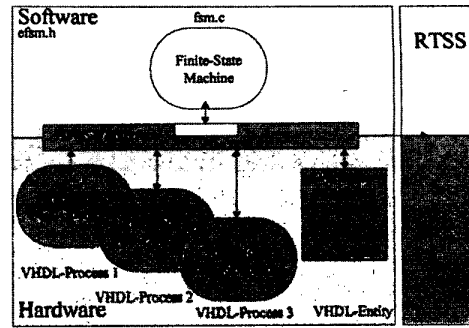 Software
efsm.h
fsm.c
Finite-State
Machine
RTSS
VHDL-Process 1
VHDL-Process 2
VHDL-Process 3
VHDL-Entity
Hardware